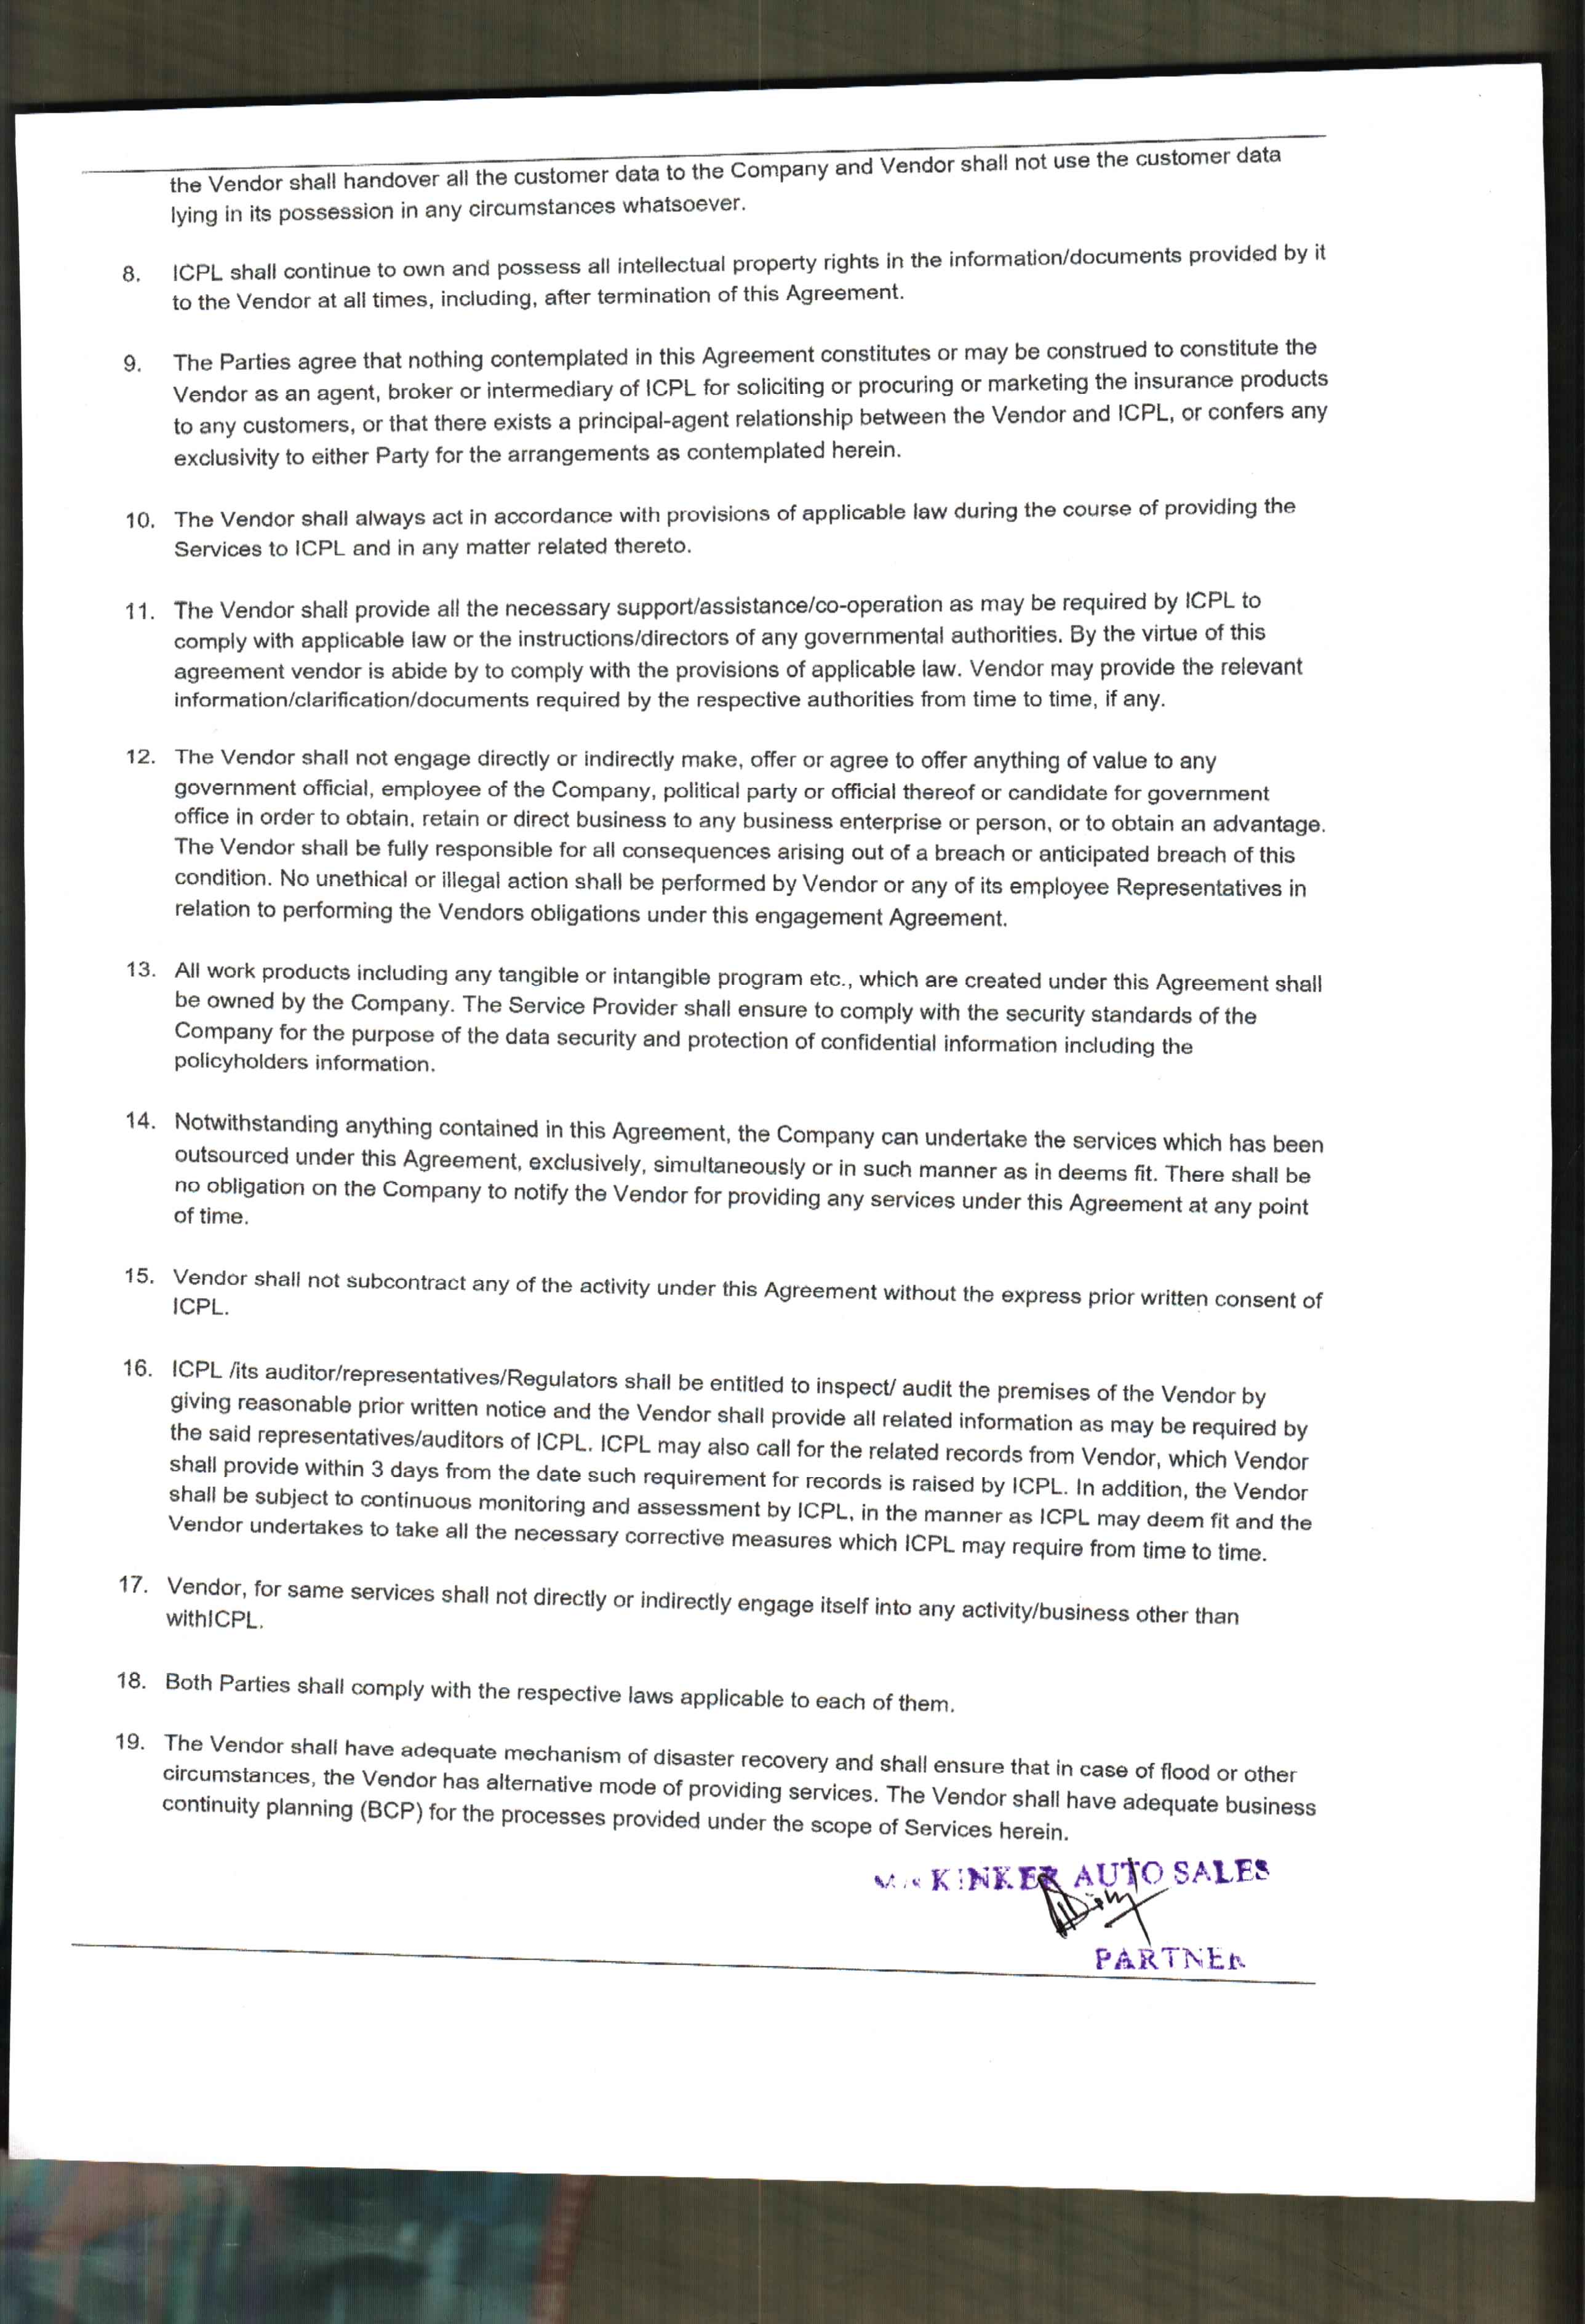 the Vendor shall handover all the customer data to the Company and Vendor shall not use the customer data
lying in its possession in any circumstances whatsoever.
8. ICPL shall continue to own and possess all intellectual property rights in the information/documents provided by it
to the Vendor at all times, including, after termination of this Agreement.
9. The Parties agree that nothing contemplated in this Agreement constitutes or may be construed to constitute the
Vendor as an agent, broker or intermediary of ICPL for soliciting or procuring or marketing the insurance products
to any customers, or that there exists a principal-agent relationship between the Vendor and ICPL, or confers any
exclusivity to either Party for the arrangements as contemplated herein.
10. The Vendor shall always act in accordance with provisions of applicable law during the course of providing the
Services to ICPL and in any matter related thereto.
11. The Vendor shall provide all the necessary support/assistance/co-operation as may be required by ICPL to
comply with applicable law or the instructions/directors of any governmental authorities. By the virtue of this
agreement vendor is abide by to comply with the provisions of applicable law. Vendor may provide the relevant
information/clarification/documents required by the respective authorities from time to time, if any.
12. The Vendor shall not engage directly or indirectly make, offer or agree to offer anything of value to any
government official, employee of the Company, political party or official thereof or candidate for government
office in order to obtain, retain or direct business to any business enterprise or person, or to obtain an advantage.
The Vendor shall be fully responsible for all consequences arising out of a breach or anticipated breach of this
condition. No unethical or illegal action shall be performed by Vendor or any of its employee Representatives in
relation to performing the Vendors obligations under this engagement Agreement.
13. All work products including any tangible or intangible program etc., which are created under this Agreement shall
be owned by the Company. The Service Provider shall ensure to comply with the security standards of the
Company for the purpose of the data security and protection of confidential information including the
policyholders information.
14. Notwithstanding anything contained in this Agreement, the Company can undertake the services which has been
outsourced under this Agreement, exclusively, simultaneously or in such manner as in deems fit. There shall be
no obligation on the Company to notify the Vendor for providing any services under this Agreement at any point
of time.
15. Vendor shall not subcontract any of the activity under this Agreement without the express prior written consent of
ICPL.
16. ICPL /its auditor/representatives/Regulators shall be entitled to inspect/ audit the premises of the Vendor by
giving reasonable prior written notice and the Vendor shall provide all related information as may be required by
the said representatives/auditors of ICPL. ICPL may also call for the related records from Vendor, which Vendor
shall provide within 3 days from the date such requirement for records is raised by ICPL. In addition, the Vendor
shall be subject to continuous monitoring and assessment by ICPL, in the manner as ICPL may deem fit and the
Vendor undertakes to take all the necessary corrective measures which ICPL may require from time to time.
17. Vendor, for same services shall not directly or indirectly engage itself into any activity/business other than
withICPL.
18. Both Parties shall comply with the respective laws applicable to each of them.
19. The Vendor shall have adequate mechanism of disaster recovery and shall ensure that in case of flood or other
circumstances, the Vendor has alternative mode of providing services. The Vendor shall have adequate business
continuity planning (BCP) for the processes provided under the scope of Services herein.
KINKER AUTO SALES
PARTNER